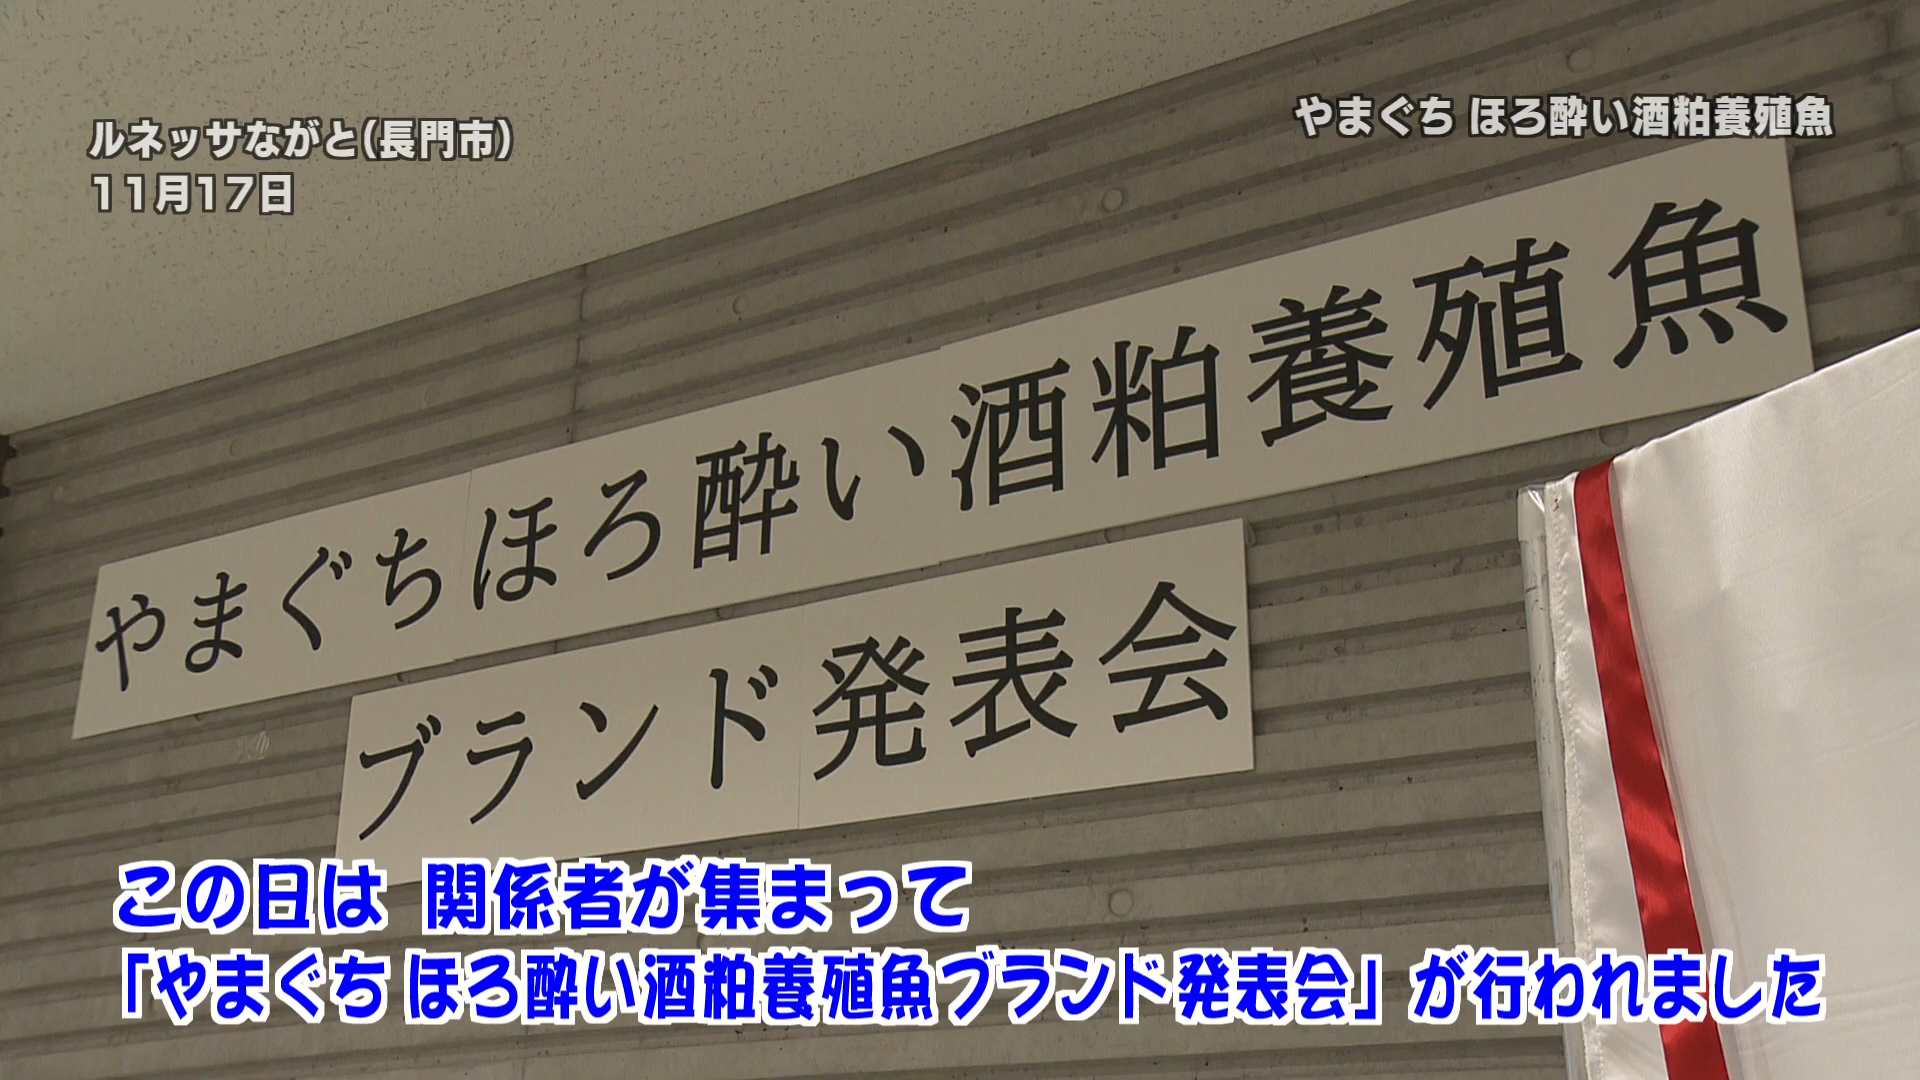 ルネッサながと(長門市)
11月17日
やまぐち ほろ酔い酒粕養殖魚
やまぐちほろ酔い酒粕養殖魚
ブランド発表会
この日は 関係者が集まって
「やまぐち ほろ酔い酒粕養殖魚ブランド発表会」が行われました